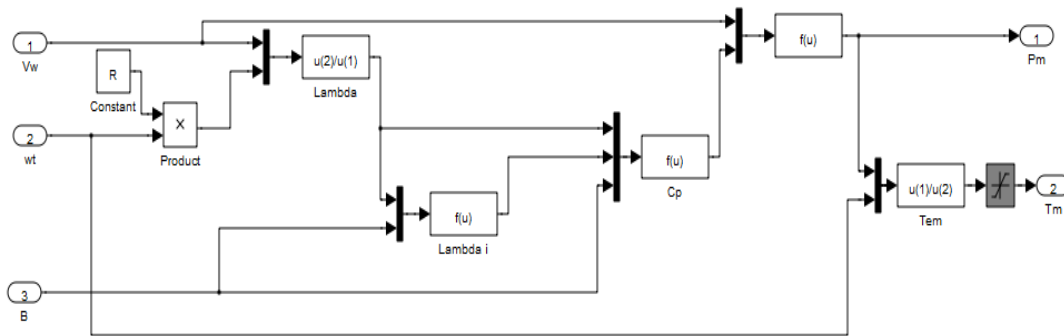 1
Vw
R
Constant
2
wt
X
Product
u(2)/u(1)
Lambda
f(u)
Lambda i
f(u)
Cp
f(u)
1
Pm
u(1)/u(2)
Tem
2
Tm
3
B